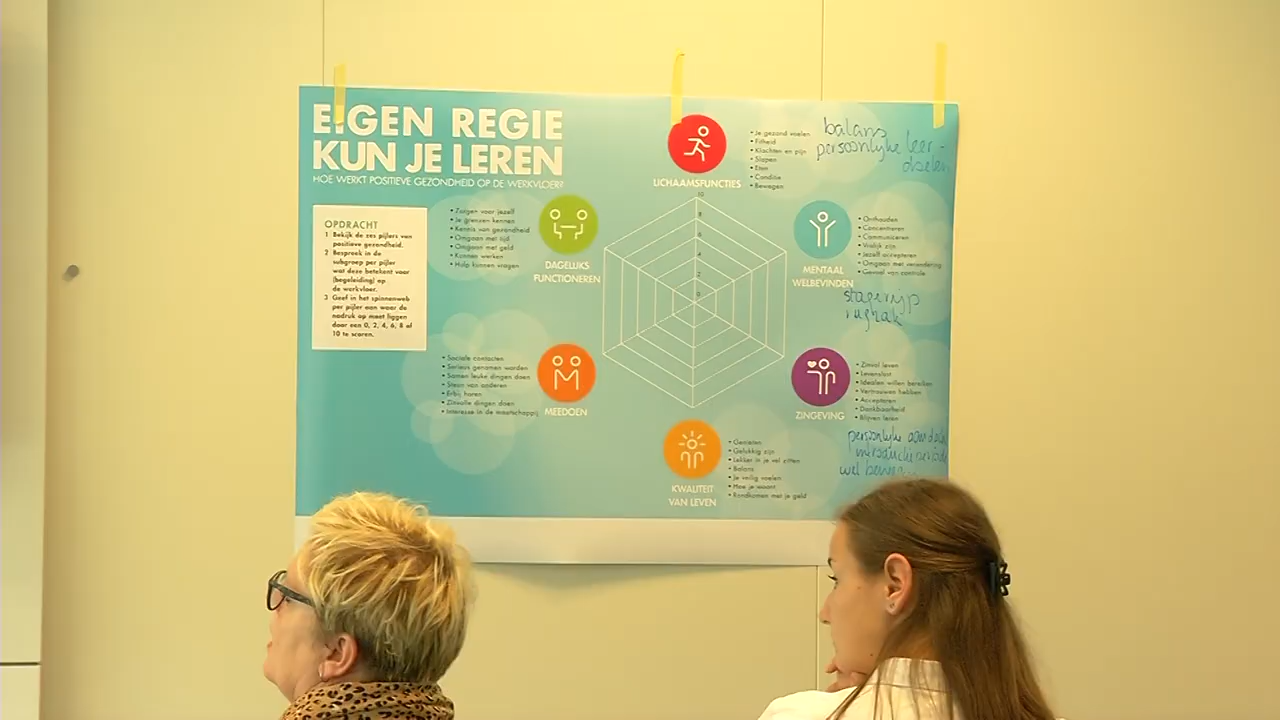 EIGEN REGIE
KUN JE LEREN
HOE WERKT POSITIEVE GEZONDHEID OP DE WERKVLOER?
OPDRACHT
1 Bekijk de zes pijlers van
positieve gezondheid.
2 Bespreek in de
subgroep per pijler
wat deze betekent voor
(begeleiding) op
de werkvloer.
3 Geef in het spinnenweb
per pijler aan waar de
nadruk op moet liggen
door een 0, 2, 4, 6, 8 of
10 te scoren.
LICHAAMSFUNCTIES
• Je gezond voelen
• Fitheid
• Klachten en pijn
• Slapen
• Eten
• Conditie
• Bewegen
balans
persoonlijke leer-
doelen
10
8
6
4
2
0
• Zorgen voor jezelf
• Je grenzen kennen
• Kennis van gezondheid
• Omgaan met tijd
• Omgaan met geld
• Kunnen werken
• Hulp kunnen vragen
DAGELIJKS
FUNCTIONEREN
MENTAAL
WELBEVINDEN
• Onthouden
• Concentreren
• Communiceren
• Vrolijk zijn
• Jezelf accepteren
• Omgaan met verandering
• Gevoel van controle
rugzak
• Sociale contacten
• Serieus genomen worden
• Samen leuke dingen doen
• Steun van anderen
• Erbij horen
• Zinvolle dingen doen
• Interesse in de maatschappij
MEEDOEN
ZINGEVING
• Zinvol leven
• Levenslust
• Idealen willen bereiken
• Vertrouwen hebben
• Accepteren
• Dankbaarheid
• Blijven leren
persoonlijke
wel
KWALITEIT
VAN LEVEN
• Genieten
• Gelukkig zijn
• Lekker in je vel zitten
• Balans
• Je veilig voelen
• Hoe je woont
• Rondkomen met je geld